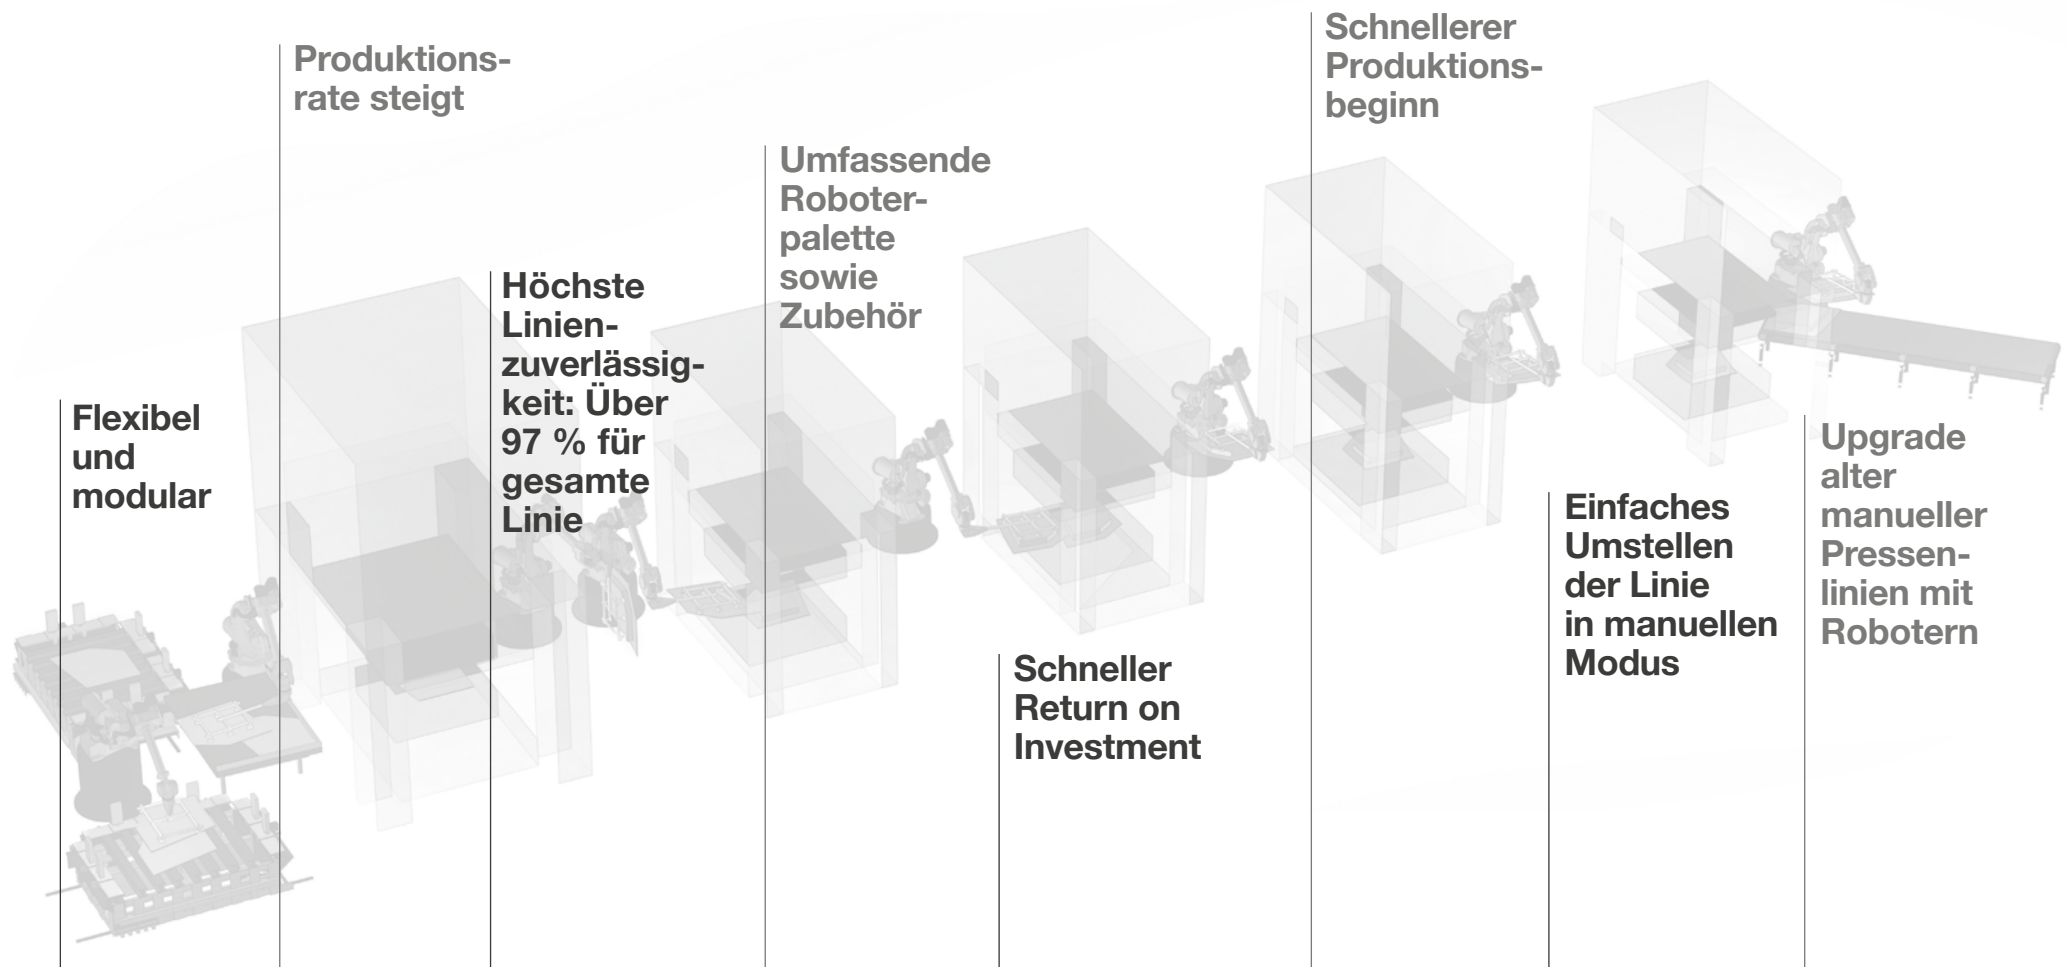 Flexibel
und
modular
Produktions-
rate steigt
Höchste
Linien-
zuverlässig-
keit: Über
97 % für
gesamte
Linie
Umfassende
Roboter-
palette
sowie
Zubehör
Schneller
Return on
Investment
Schnellerer
Produktions-
beginn
Einfaches
Umstellen
der Linie
in manuellen
Modus
Upgrade
alter
manueller
Pressen-
linien mit
Robotern